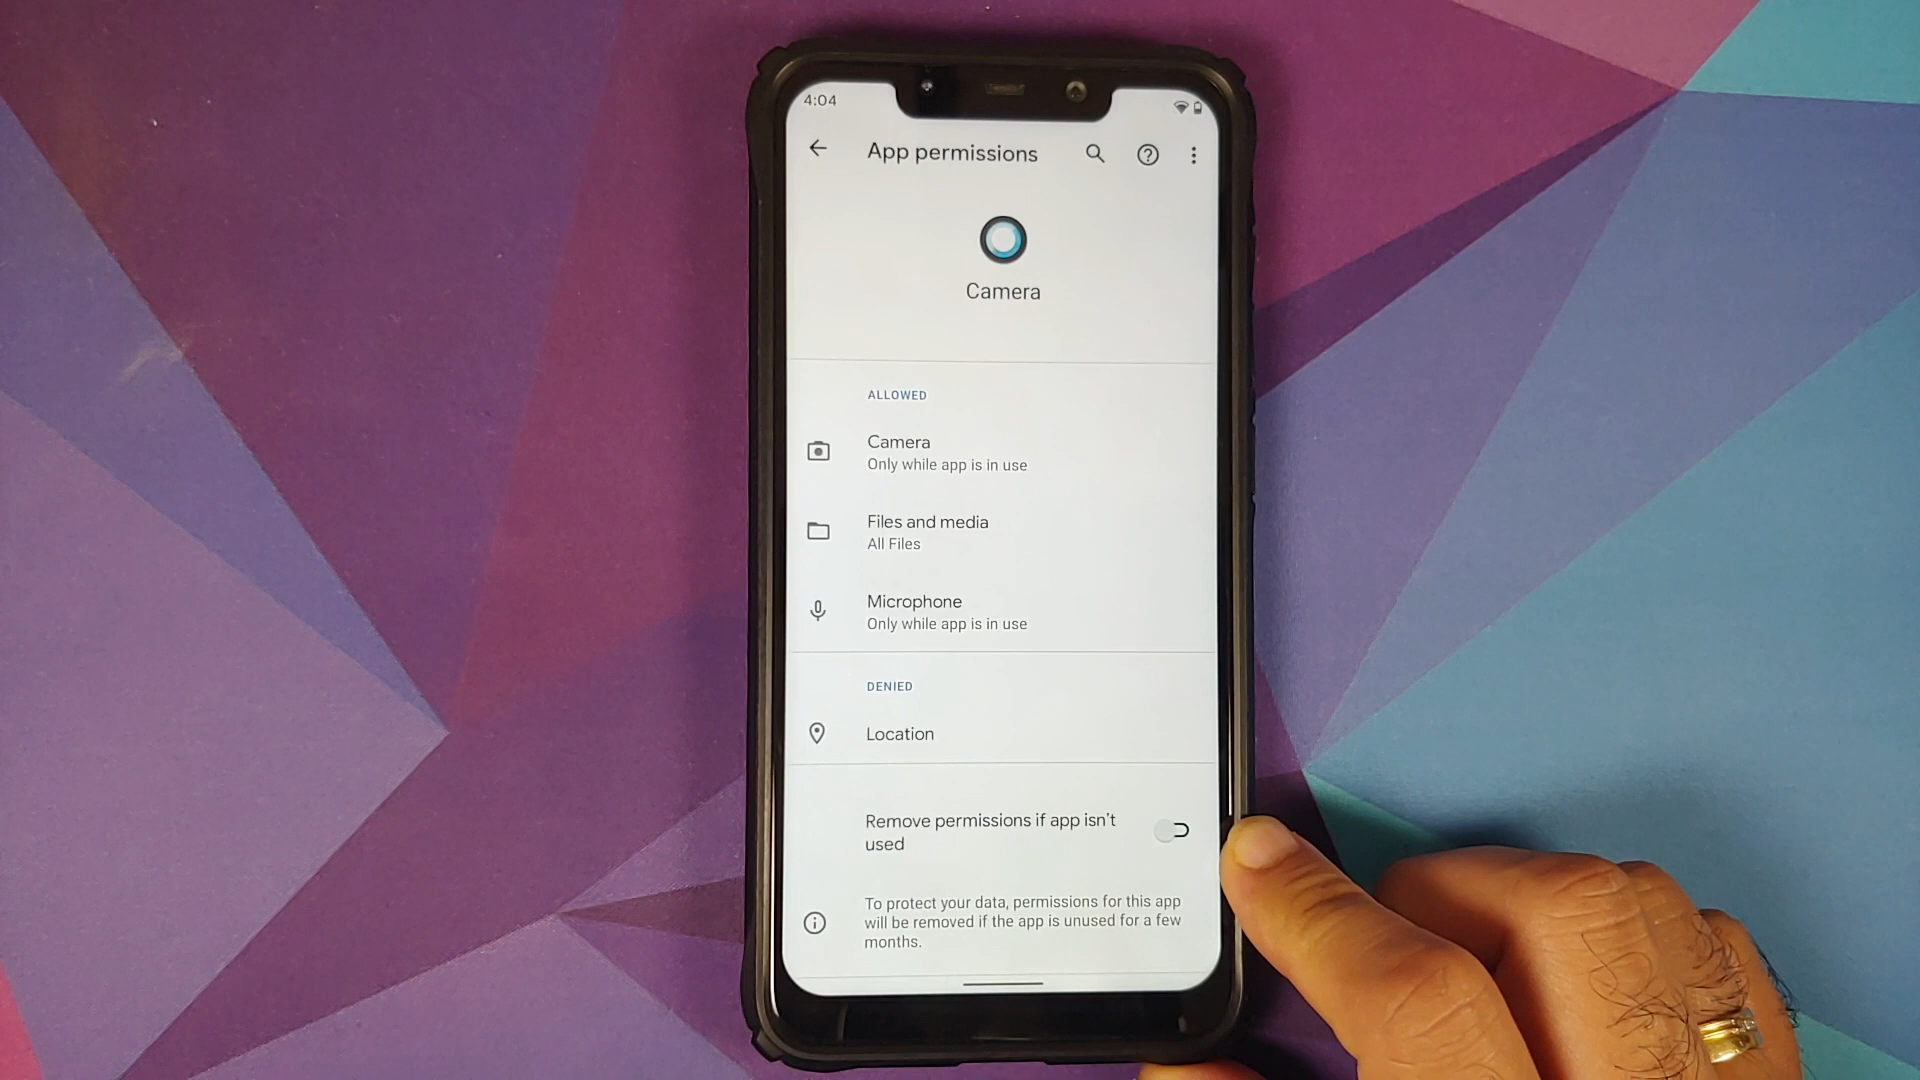 4:04
App permissions
Camera
ALLOWED
Camera
Only while app is in use
Files and media
All Files
Microphone
Only while app is in use
DENIED
Location
Remove permissions if app isn't
used
To protect your data, permissions for this app
will be removed if the app is unused for a few
months.